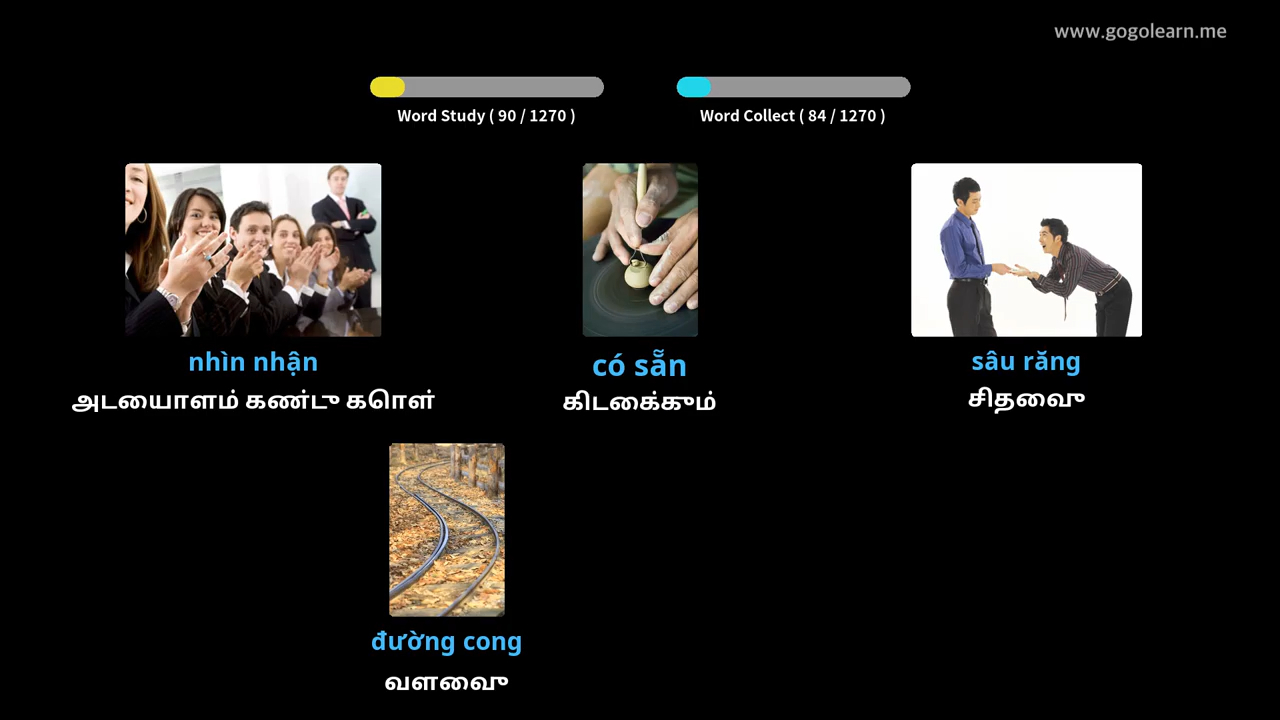 www.gogolearn.me
Word Study ( 90 / 1270 )
Word Collect ( 84 / 1270 )
nhìn nhận
அடையாளம் கண்டு கொள்
có sẵn
கிடைக்கும்
sâu răng
சிதைவு
đường cong
வளைவு